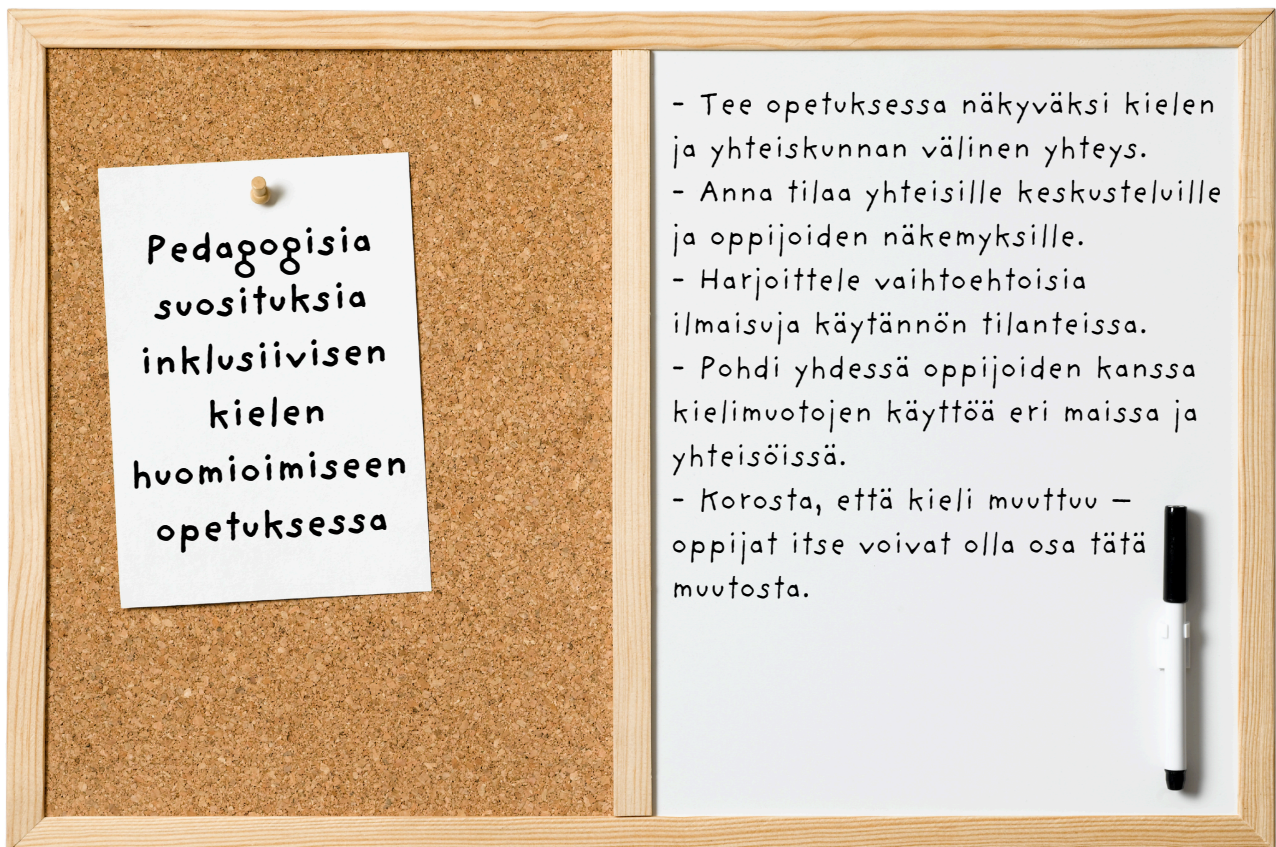 Pedagogisia
suosituksia
inklusiivisen
kielen
huomioimiseen
opetuksessa
- Tee opetuksessa näkyväksi kielen
ja yhteiskunnan välinen yhteys.
- Anna tilaa yhteisille keskusteluille
ja oppijoiden näkemyksille.
- Harjoittele vaihtoehtoisia
ilmaisuja käytännön tilanteissa.
- Pohdi yhdessä oppijoiden kanssa
kielimuotojen käyttöä eri maissa ja
yhteisöissä.
- Korosta, että kieli muuttuu –
oppijat itse voivat olla osa tätä
muutosta.